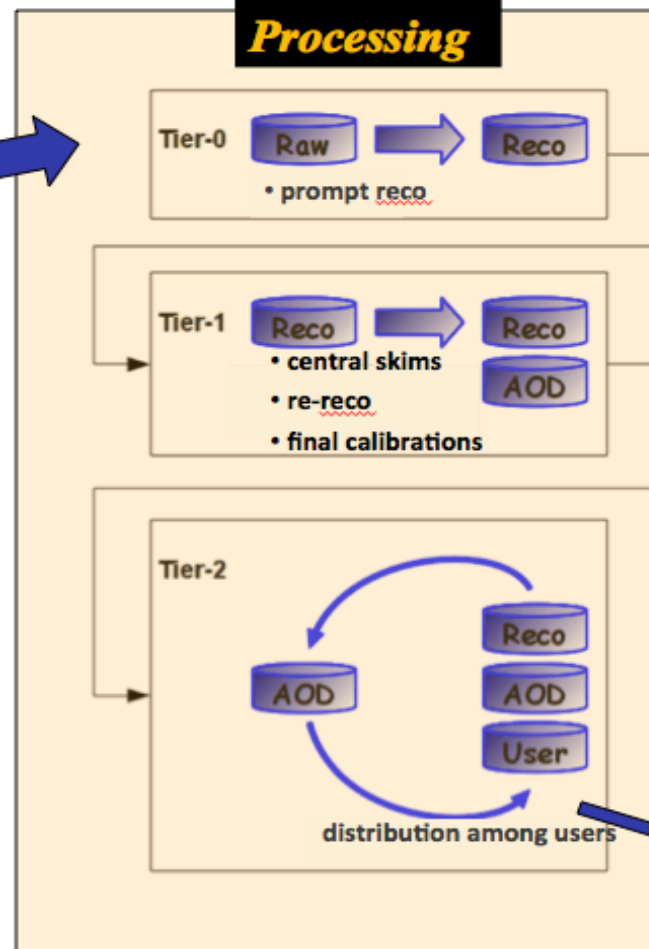 Processing
Tier-0
Raw
Reco
• prompt reco
Tier-1
Reco
Reco
AOD
• central skims
• re-reco
• final calibrations
Tier-2
Reco
AOD
AOD
User
distribution among users